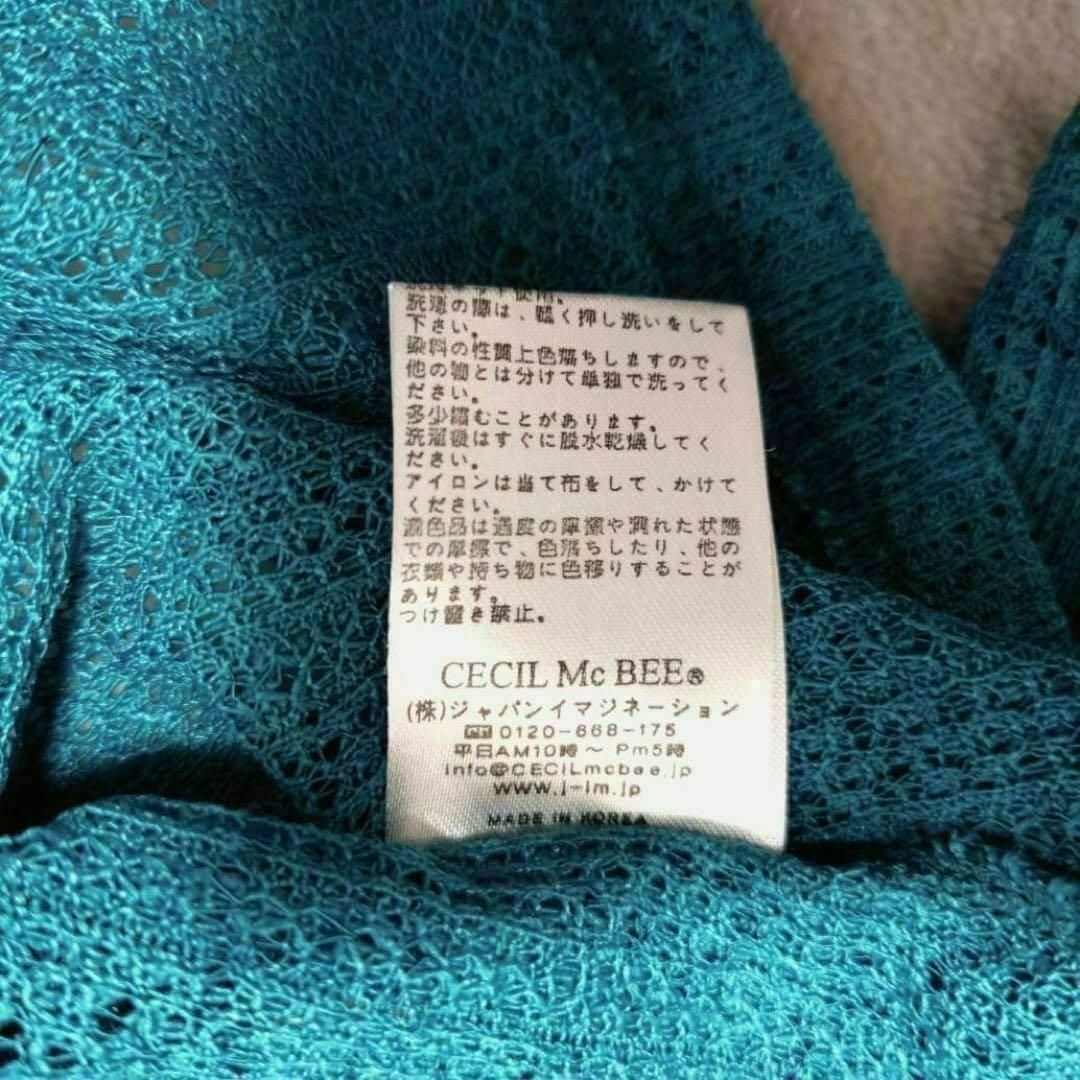 使用。
洗濯の際は、軽く押し洗いをして
下さい。
染料の性質上色落ちしますので、
他の物とは分けて単独で洗ってく
ださい。
多少縮むことがあります。
洗濯後はすぐに脱水乾燥してく
ださい。
アイロンは当て布をして、かけて
ください。
濃色品は過度の摩擦や濡れた状態
での摩擦で、色落ちしたり、他の
衣類や持ち物に色移りすることが
あります。
つけ置き禁止。
CECIL Mc BEE®
(株)ジャパンイマジネーション
0120-668-175
平日AM10時～Pm5時
info@CECILmcbee.jp
www.j-im.jp
MADE IN KOREA